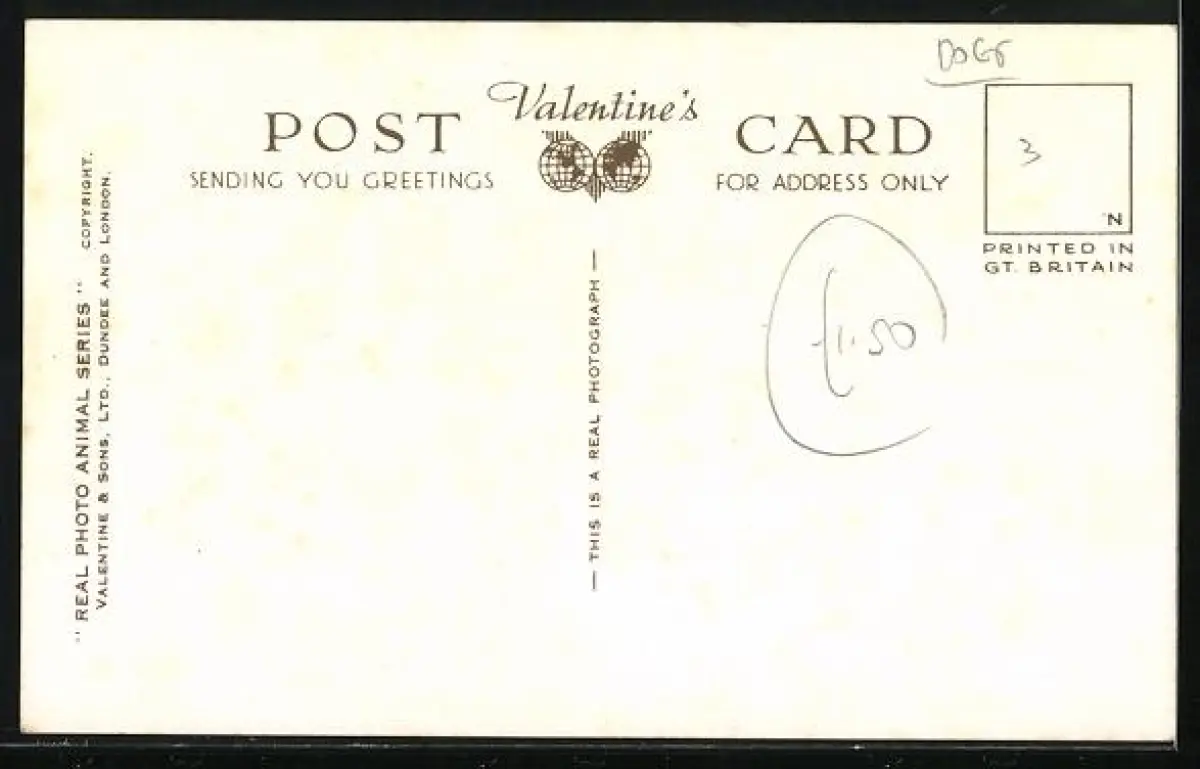 DOGS
Valentine's
POST CARD
SENDING YOU GREETINGS
FOR ADDRESS ONLY
3
N
PRINTED IN
GT. BRITAIN
£1.50
— THIS IS A REAL PHOTOGRAPH —
"REAL PHOTO ANIMAL SERIES" COPYRIGHT.
VALENTINE & SONS, LTD., DUNDEE AND LONDON.